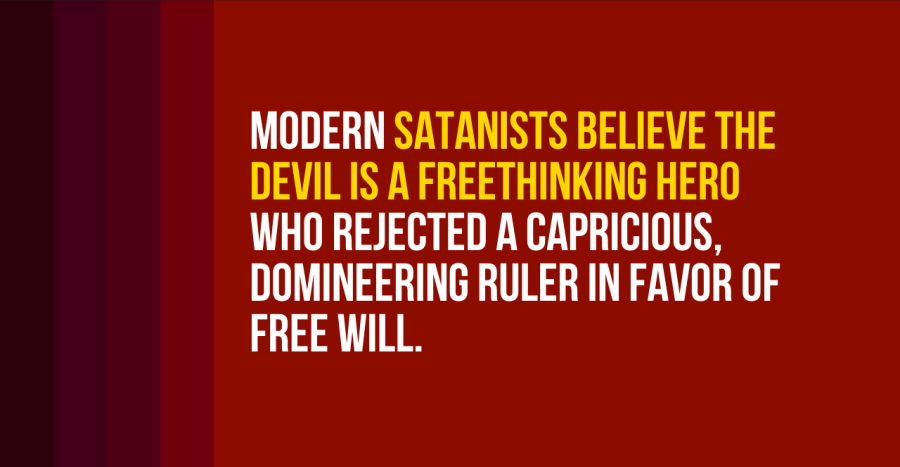 MODERN SATANISTS BELIEVE THE
DEVIL IS A FREETHINKING HERO
WHO REJECTED A CAPRICIOUS,
DOMINEERING RULER IN FAVOR OF
FREE WILL.